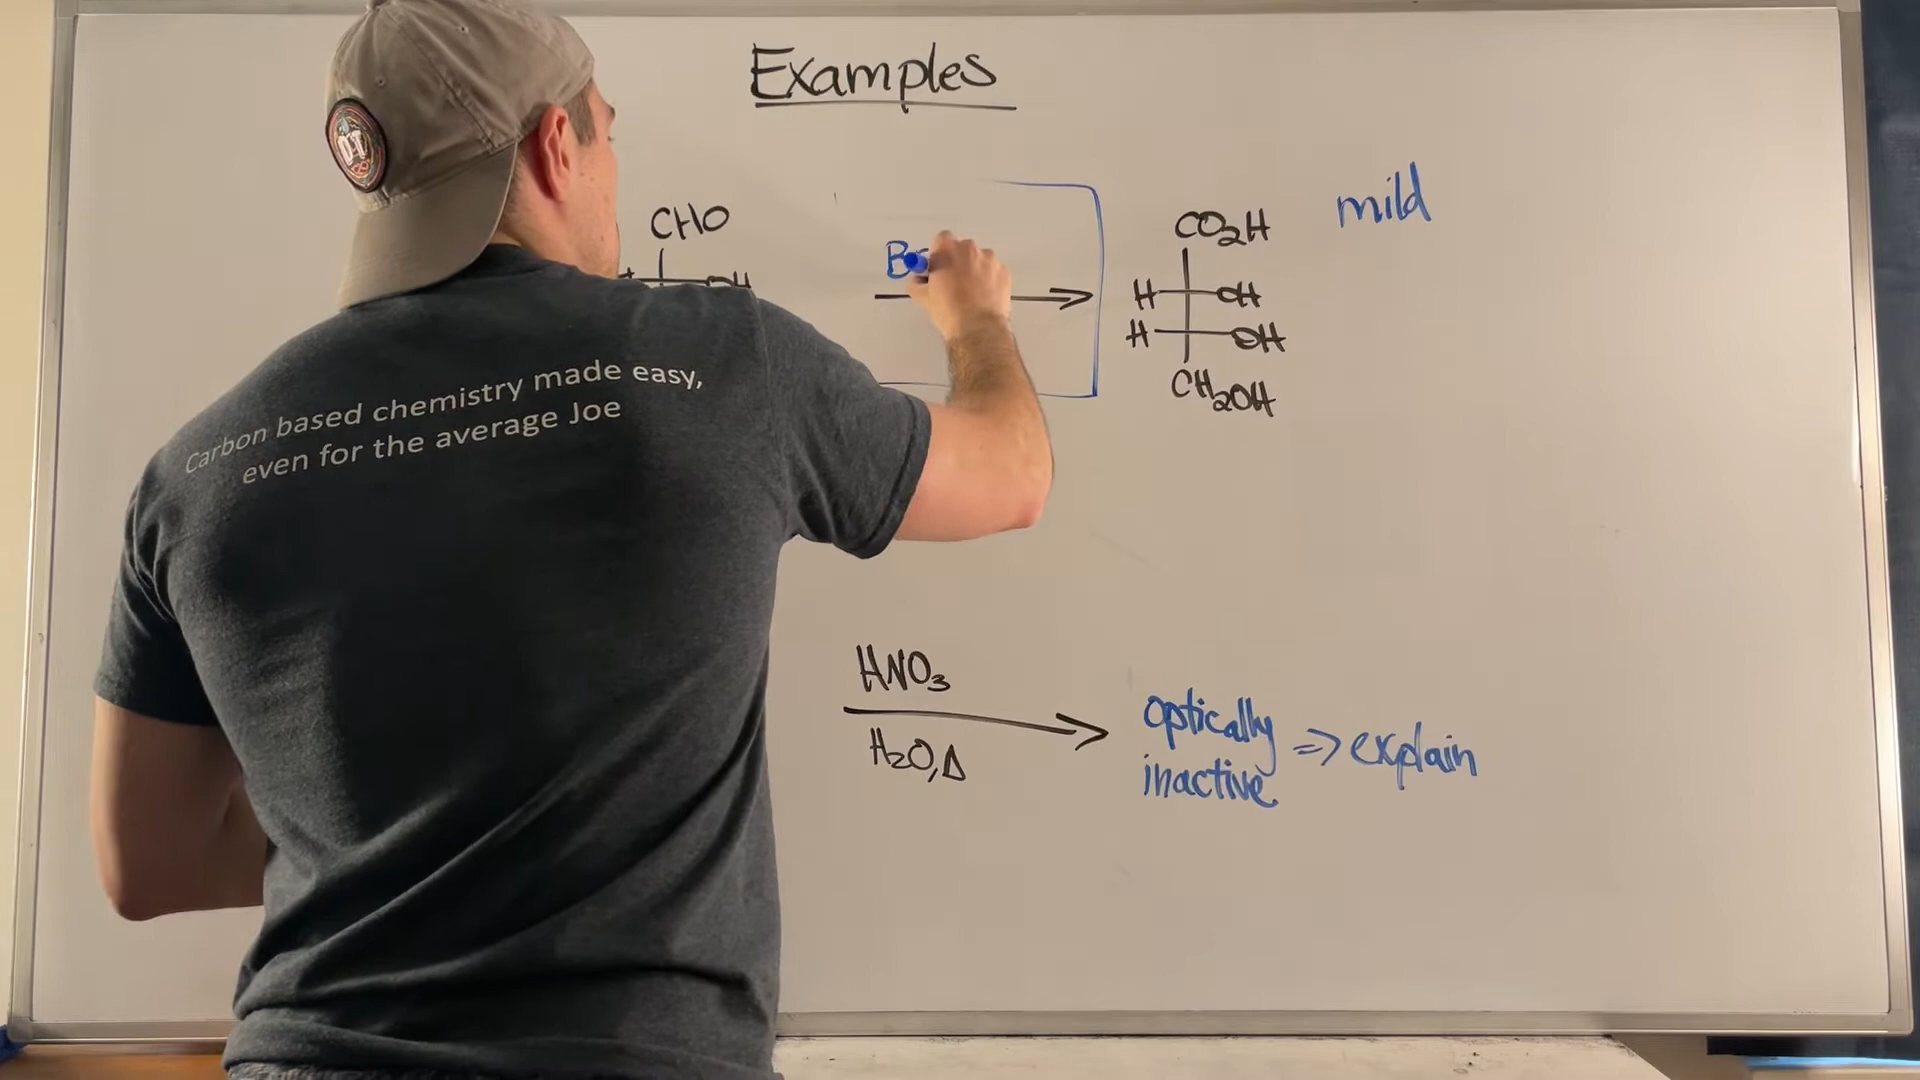 Examples
CHO
OH
B
mild
CO2H
H OH
H OH
CH2OH
Carbon based chemistry made easy,
even for the average Joe
HNO3
H2O, Δ
optically
inactive
=> explain